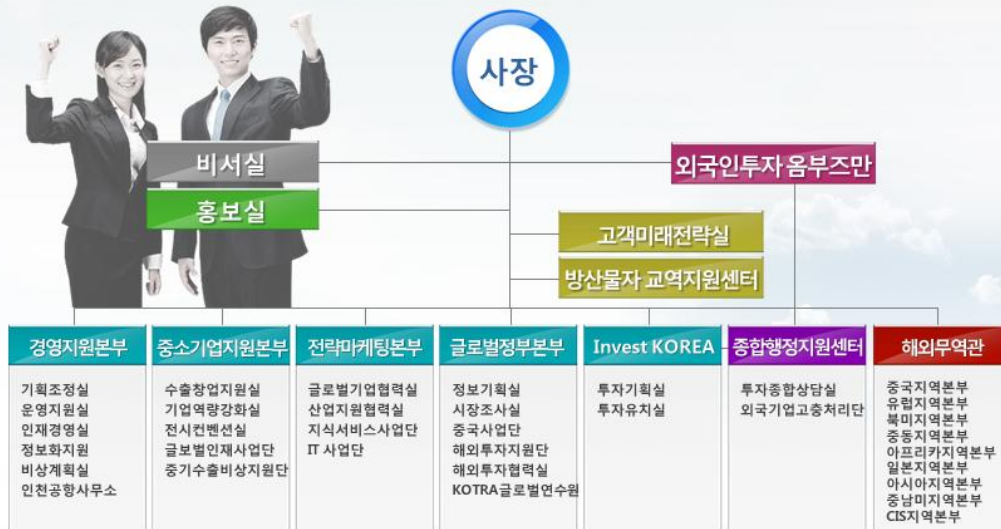 사장
비서실
외국인투자 옴부즈만
홍보실
고객미래전략실
방산물자 교역지원센터
경영지원본부
기획조정실
운영지원실
인재경영실
정보화지원
비상계획실
인천공항사무소
중소기업지원본부
수출창업지원실
기업역량강화실
전시컨벤션실
글로벌인재사업단
중기수출비상지원단
전략마케팅본부
글로벌기업협력실
산업지원협력실
지식서비스사업단
IT 사업단
글로벌정부본부
정보기획실
시장조사실
중국사업단
해외투자지원단
해외투자협력실
KOTRA글로벌연수원
Invest KOREA
투자기획실
투자유치실
종합행정지원센터
투자종합상담실
외국기업고충처리단
해외무역관
중국지역본부
유럽지역본부
북미지역본부
중동지역본부
아프리카지역본부
일본지역본부
아시아지역본부
중남미지역본부
CIS지역본부